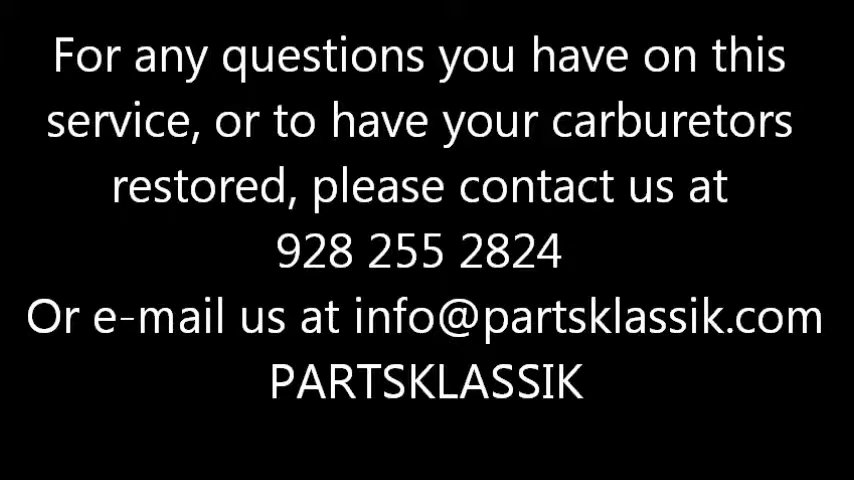 For any questions you have on this
service, or to have your carburetors
restored, please contact us at
928 255 2824
Or e-mail us at info@partsklassik.com
PARTSKLASSIK